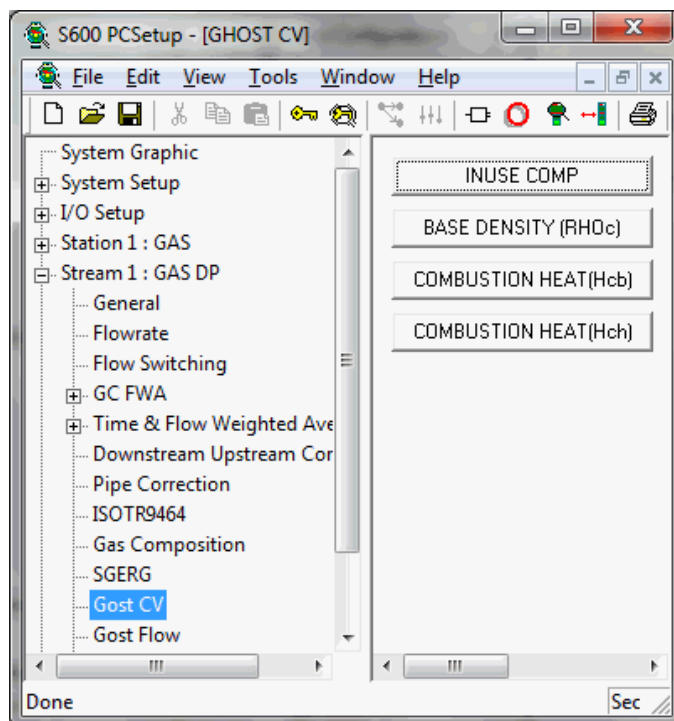 S600 PCSetup - [GHOST CV]
File Edit View Tools Window Help
System Graphic
System Setup
I/O Setup
Station 1 : GAS
Stream 1 : GAS DP
General
Flowrate
Flow Switching
GC FWA
Time & Flow Weighted Ave
Downstream Upstream Cor
Pipe Correction
ISOTR9464
Gas Composition
SGERG
Gost CV
Gost Flow
INUSE COMP
BASE DENSITY (RHOc)
COMBUSTION HEAT(Hcb)
COMBUSTION HEAT(Hch)
Done
Sec